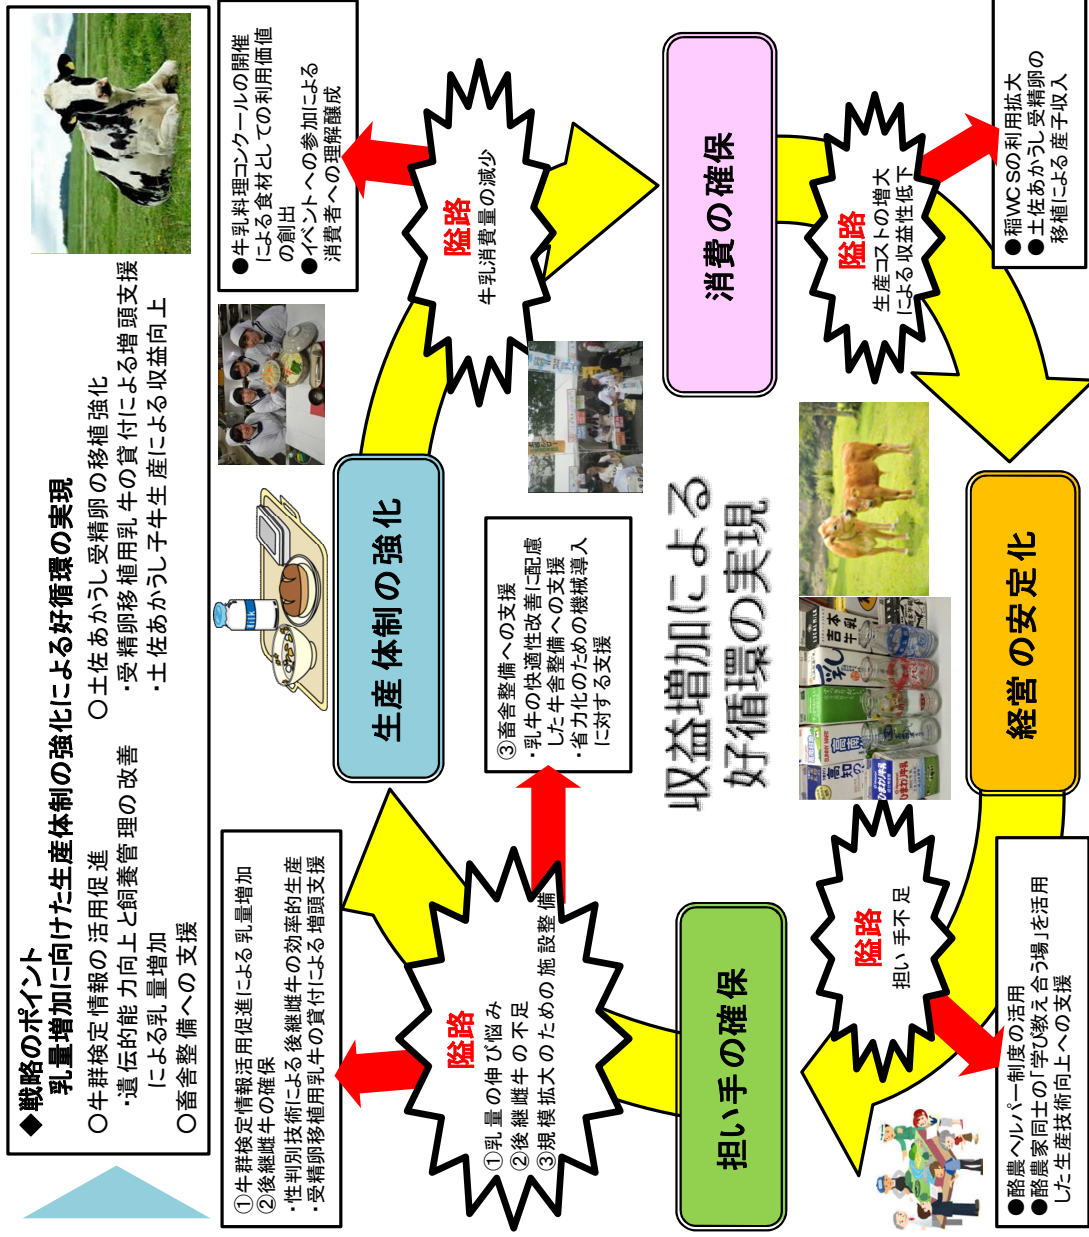 ◆戦略のポイント
乳量増加に向けた生産体制の強化による好循環の実現
○牛群検定情報の活用促進
・遺伝的能力向上と飼養管理の改善
による乳量増加
○畜舎整備への支援
○土佐あかうし受精卵の移植強化
・受精卵移植用乳牛の貸付による増頭支援
・土佐あかうし子牛生産による収益向上
①牛群検定情報活用促進による乳量増加
②後継雌牛の確保
・性判別技術による後継雌牛の効率的生産
・受精卵移植用乳牛の貸付による増頭支援
隘路
①乳量の伸び悩み
②後継雌牛の不足
③規模拡大のための施設整備
③畜舎整備への支援
・乳牛の快適性改善に配慮
した牛舎整備への支援
・省力化のための機械導入
に対する支援
生産体制の強化
milk
●牛乳料理コンクールの開催
による食材としての利用価値
の創出
●イベントへの参加による
消費者への理解醸成
隘路
牛乳消費量の減少
消費の確保
隘路
生産コストの増大
による収益性低下
●稲WCSの利用拡大
●土佐あかうし受精卵の
移植による産子収入
収益増加による
好循環の実現
経営の安定化
高知の
ひまわり牛乳
吉本
牛乳
隘路
担い手不足
●酪農ヘルパー制度の活用
●酪農家同士の「学び教え合う場」を活用
した生産技術向上への支援
担い手の確保